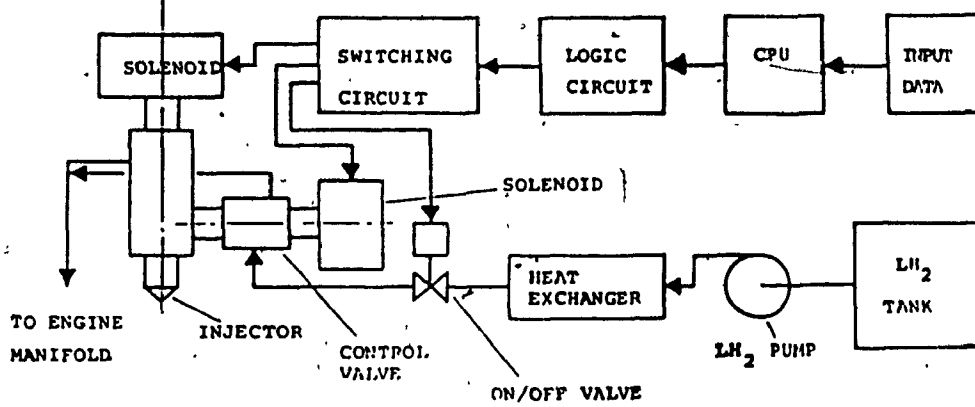 SOLENOID
SWITCHING
CIRCUIT
LOGIC
CIRCUIT
CPU
INPUT
DATA
SOLENOID
HEAT
EXCHANGER
LH2
TANK
TO ENGINE
MANIFOLD
INJECTOR
CONTROL
VALVE
ON/OFF VALVE
LH2 PUMP